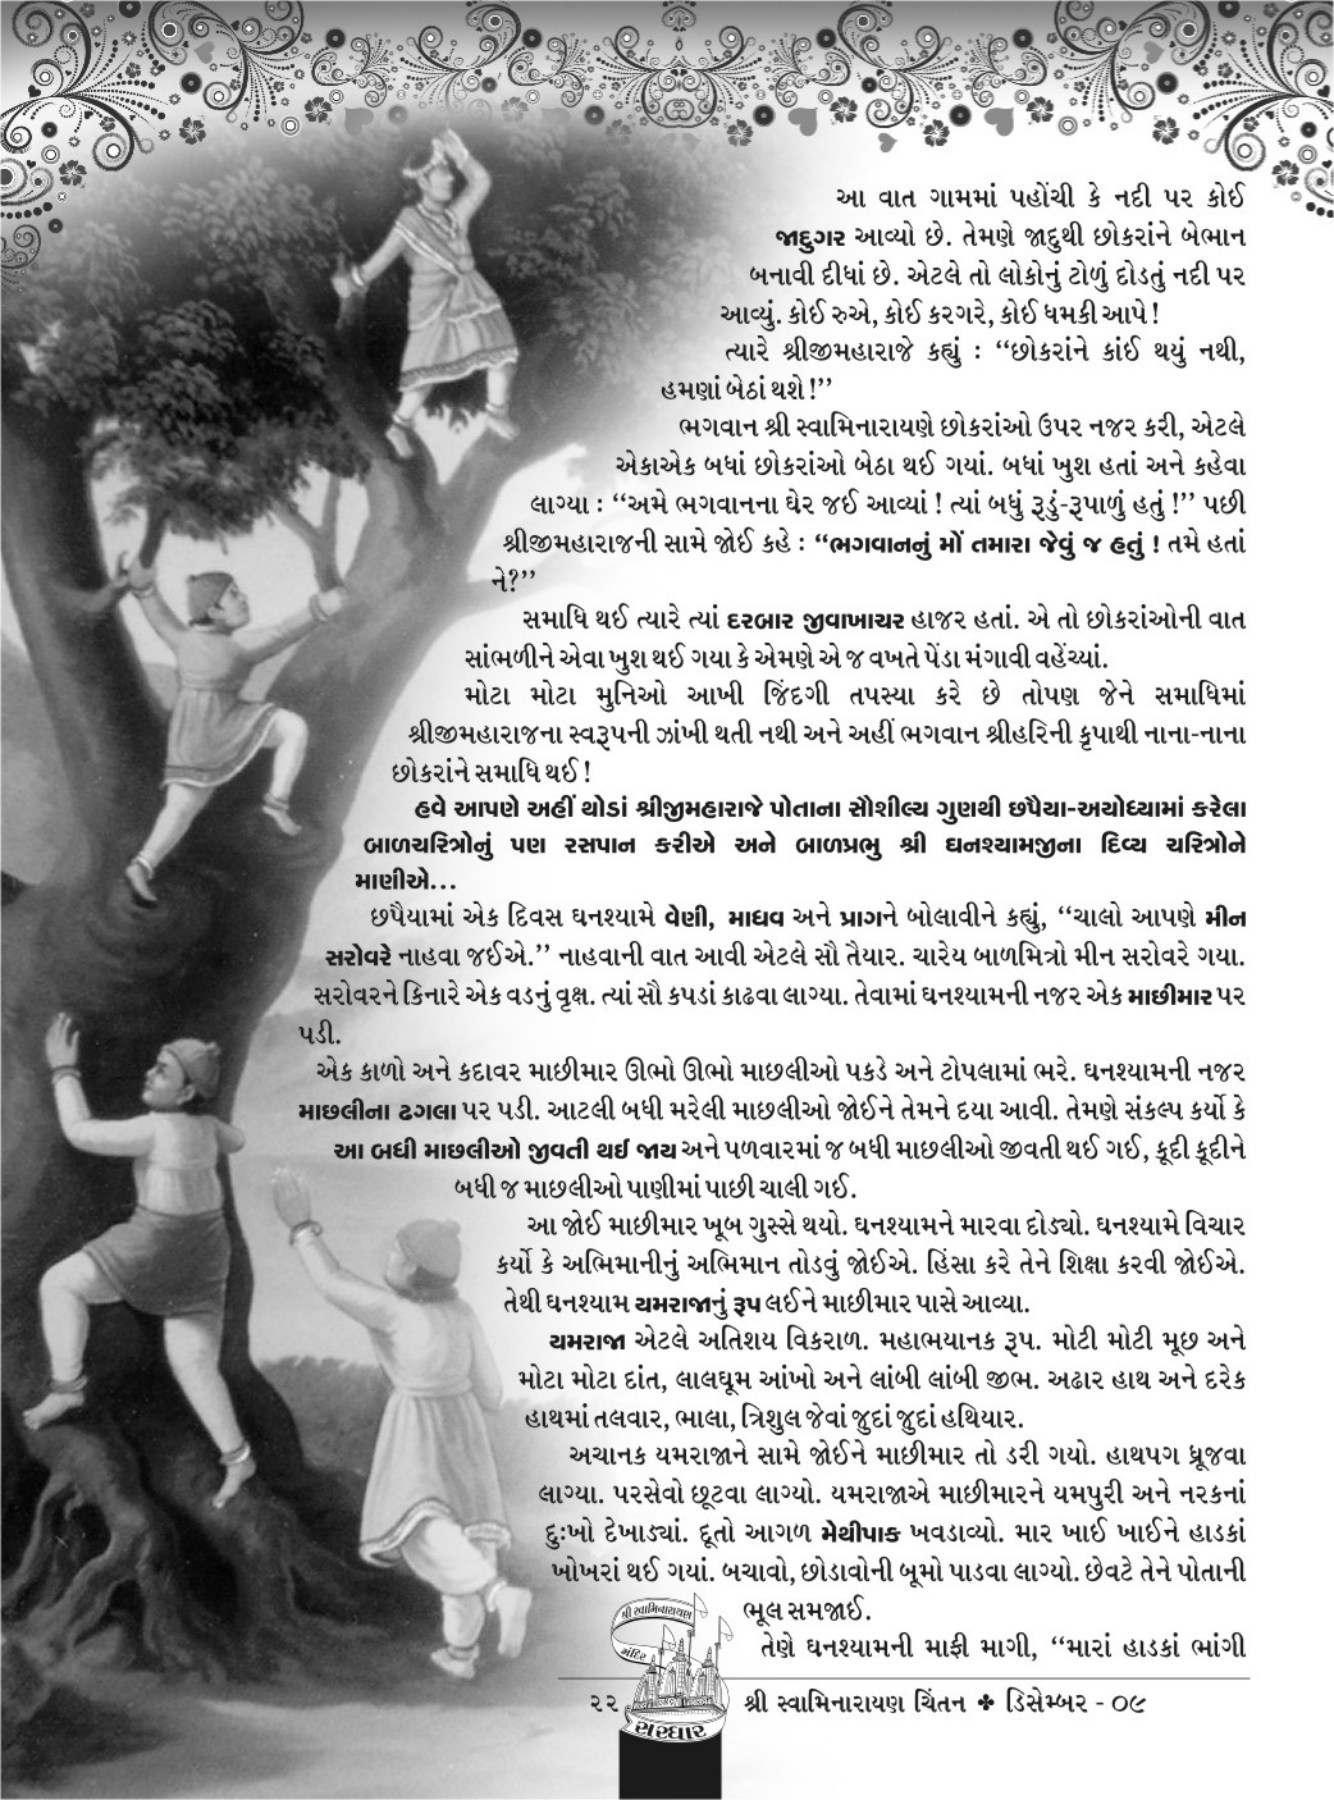 આ વાત ગામમાં પહોંચી કે નદી પર કોઈ
જાદુગર આવ્યો છે. તેમણે જાદુથી છોકરાંને બેભાન
બનાવી દીધાં છે. એટલે તો લોકોનું ટોળું દોડતું નદી પર
આવ્યું. કોઈ રુએ, કોઈ કરગરે, કોઈ ધમકી આપે !
ત્યારે શ્રીજીમહારાજે કહ્યું : ‘‘છોકરાંને કાંઈ થયું નથી,
હમણાં બેઠાં થશે !’’
ભગવાન શ્રી સ્વામિનારાયણે છોકરાંઓ ઉપર નજર કરી, એટલે
એકાએક બધાં છોકરાંઓ બેઠા થઈ ગયાં. બધાં ખુશ હતાં અને કહેવા
લાગ્યા : ‘‘અમે ભગવાનના ઘેર જઈ આવ્યાં ! ત્યાં બધું રૂડું-રૂપાળું હતું !’’ પછી
શ્રીજીમહારાજની સામે જોઈ કહે : ‘‘ભગવાનનું મોં તમારા જેવું જ હતું ! તમે હતાં
ને?’’
સમાધિ થઈ ત્યારે ત્યાં દરબાર જીવાખાચર હાજર હતાં. એ તો છોકરાંઓની વાત
સાંભળીને એવા ખુશ થઈ ગયા કે એમણે એ જ વખતે પેંડા મંગાવી વહેંચ્યાં.
મોટા મોટા મુનિઓ આખી જિંદગી તપસ્યા કરે છે તોપણ જેને સમાધિમાં
શ્રીજીમહારાજના સ્વરૂપની ઝાંખી થતી નથી અને અહીં ભગવાન શ્રીહરિની કૃપાથી નાના-નાના
છોકરાંને સમાધિ થઈ !
હવે આપણે અહીં થોડાં શ્રીજીમહારાજે પોતાના સૌશીલ્ય ગુણથી છપૈયા-અયોધ્યામાં કરેલા
બાળચરિત્રોનું પણ રસપાન કરીએ અને બાળપ્રભુ શ્રી ઘનશ્યામજીના દિવ્ય ચરિત્રોને
માણીએ...
છપૈયામાં એક દિવસ ઘનશ્યામે વેણી, માધવ અને પ્રાગને બોલાવીને કહ્યું, ‘‘ચાલો આપણે મીન
સરોવરે નાહવા જઈએ.’’ નાહવાની વાત આવી એટલે સૌ તૈયાર. ચારેય બાળમિત્રો મીન સરોવરે ગયા.
સરોવરને કિનારે એક વડનું વૃક્ષ. ત્યાં સૌ કપડાં કાઢવા લાગ્યા. તેવામાં ઘનશ્યામની નજર એક માછીમાર પર
પડી.
એક કાળો અને કદાવર માછીમાર ઊભો ઊભો માછલીઓ પકડે અને ટોપલામાં ભરે. ઘનશ્યામની નજર
માછલીના ઢગલા પર પડી. આટલી બધી મરેલી માછલીઓ જોઈને તેમને દયા આવી. તેમણે સંકલ્પ કર્યો કે
આ બધી માછલીઓ જીવતી થઈ જાય અને પળવારમાં જ બધી માછલીઓ જીવતી થઈ ગઈ, કૂદી કૂદીને
બધી જ માછલીઓ પાણીમાં પાછી ચાલી ગઈ.
આ જોઈ માછીમાર ખૂબ ગુસ્સે થયો. ઘનશ્યામને મારવા દોડ્યો. ઘનશ્યામે વિચાર
કર્યો કે અભિમાનીનું અભિમાન તોડવું જોઈએ. હિંસા કરે તેને શિક્ષા કરવી જોઈએ.
તેથી ઘનશ્યામ યમરાજાનું રૂપ લઈને માછીમાર પાસે આવ્યા.
યમરાજા એટલે અતિશય વિકરાળ. મહાભયાનક રૂપ. મોટી મોટી મૂછ અને
મોટા મોટા દાંત, લાલઘૂમ આંખો અને લાંબી લાંબી જીભ. અઢાર હાથ અને દરેક
હાથમાં તલવાર, ભાલા, ત્રિશુલ જેવાં જુદાં જુદાં હથિયાર.
અચાનક યમરાજાને સામે જોઈને માછીમાર તો ડરી ગયો. હાથપગ ધ્રૂજવા
લાગ્યા. પરસેવો છૂટવા લાગ્યો. યમરાજાએ માછીમારને યમપુરી અને નરકનાં
દુઃખો દેખાડ્યાં. દૂતો આગળ મેથીપાક ખવડાવ્યો. માર ખાઈ ખાઈને હાડકાં
ખોખરાં થઈ ગયાં. બચાવો, છોડાવોની બૂમો પાડવા લાગ્યો. છેવટે તેને પોતાની
ભૂલ સમજાઈ.
તેણે ઘનશ્યામની માફી માગી, ‘‘મારાં હાડકાં ભાંગી
શ્રી સ્વામિનારાયણ
મંદિર
સરધાર
૨૨
શ્રી સ્વામિનારાયણ ચિંતન ✤ ડિસેમ્બર - ૦૯